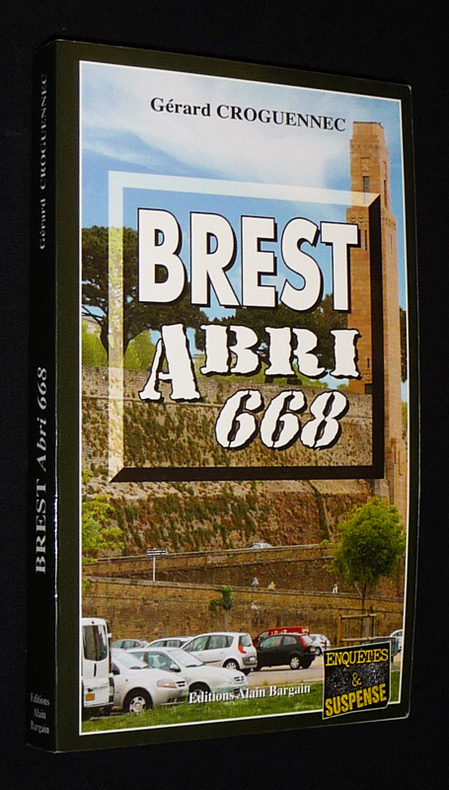 Gérard CROGUENNEC
BREST
ABRI
668
Editions Alain Bargain
ENQUÊTES
&
SUSPENSE
Gérard CROGUENNEC
BREST Abri 668
Editions
Alain
Bargain